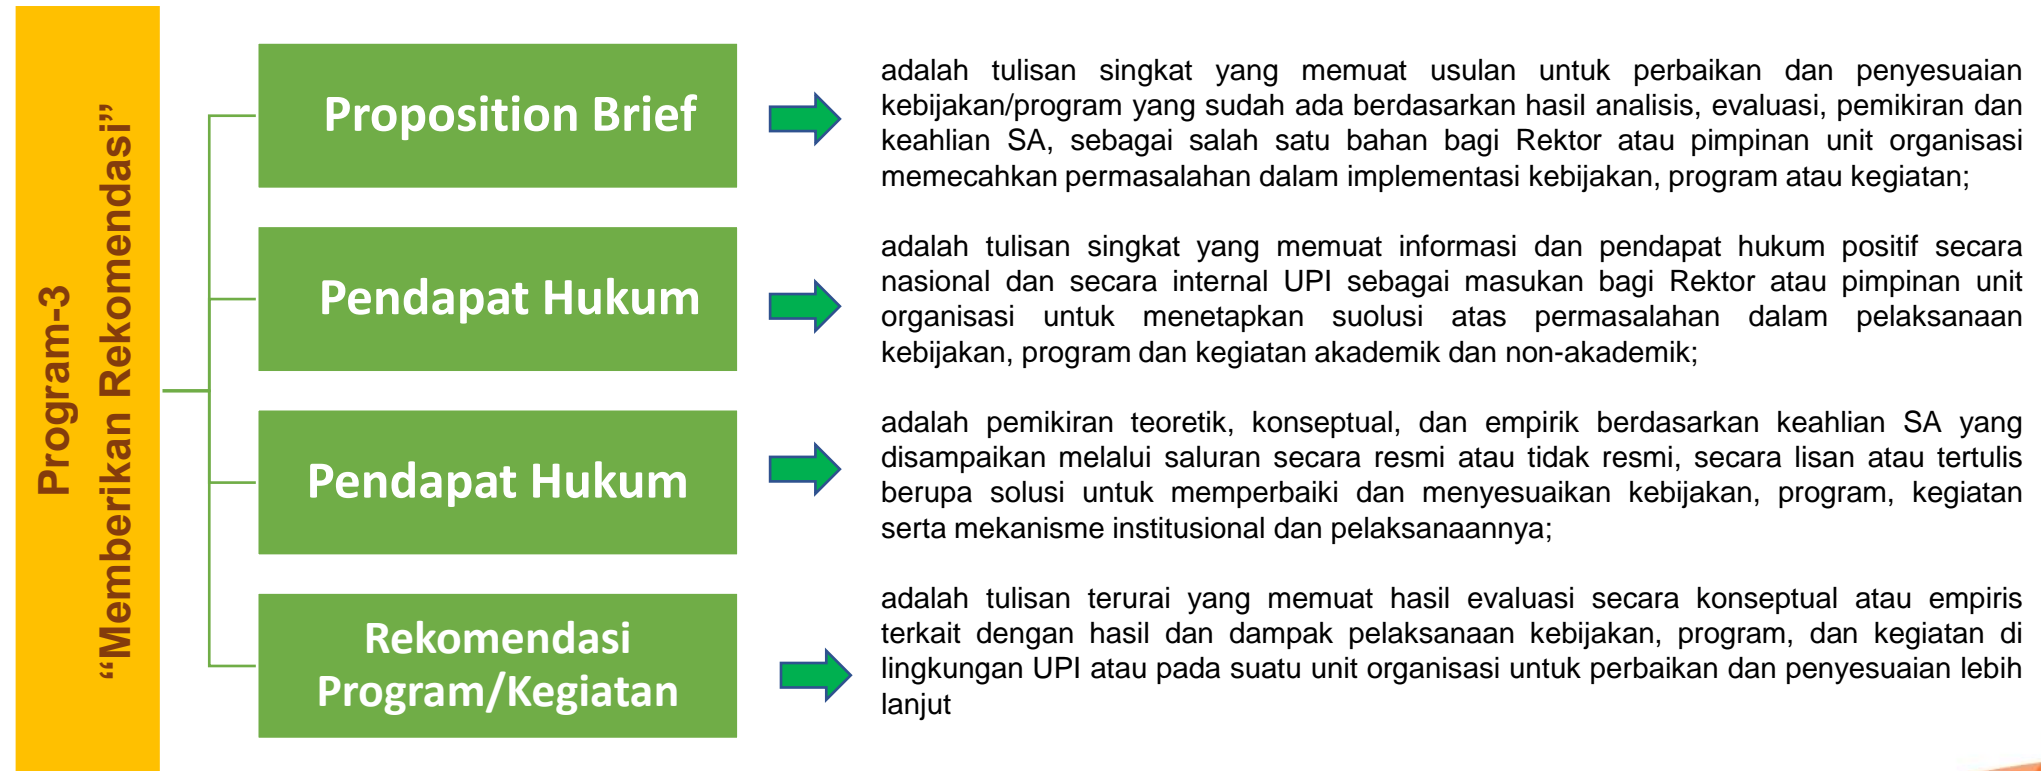 Program-3
“Memberikan Rekomendasi”
Proposition Brief
adalah tulisan singkat yang memuat usulan untuk perbaikan dan penyesuaian
kebijakan/program yang sudah ada berdasarkan hasil analisis, evaluasi, pemikiran dan
keahlian SA, sebagai salah satu bahan bagi Rektor atau pimpinan unit organisasi
memecahkan permasalahan dalam implementasi kebijakan, program atau kegiatan;
Pendapat Hukum
adalah tulisan singkat yang memuat informasi dan pendapat hukum positif secara
nasional dan secara internal UPI sebagai masukan bagi Rektor atau pimpinan unit
organisasi untuk menetapkan suolusi atas permasalahan dalam pelaksanaan
kebijakan, program dan kegiatan akademik dan non-akademik;
Pendapat Hukum
adalah pemikiran teoretik, konseptual, dan empirik berdasarkan keahlian SA yang
disampaikan melalui saluran secara resmi atau tidak resmi, secara lisan atau tertulis
berupa solusi untuk memperbaiki dan menyesuaikan kebijakan, program, kegiatan
serta mekanisme institusional dan pelaksanaannya;
Rekomendasi
Program/Kegiatan
adalah tulisan terurai yang memuat hasil evaluasi secara konseptual atau empiris
terkait dengan hasil dan dampak pelaksanaan kebijakan, program, dan kegiatan di
lingkungan UPI atau pada suatu unit organisasi untuk perbaikan dan penyesuaian lebih
lanjut